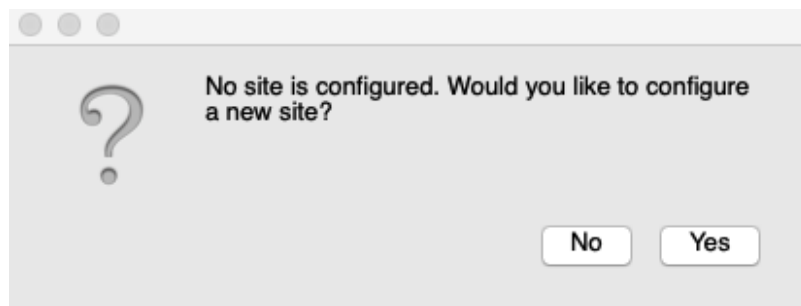 No site is configured. Would you like to configure
a new site?
No Yes